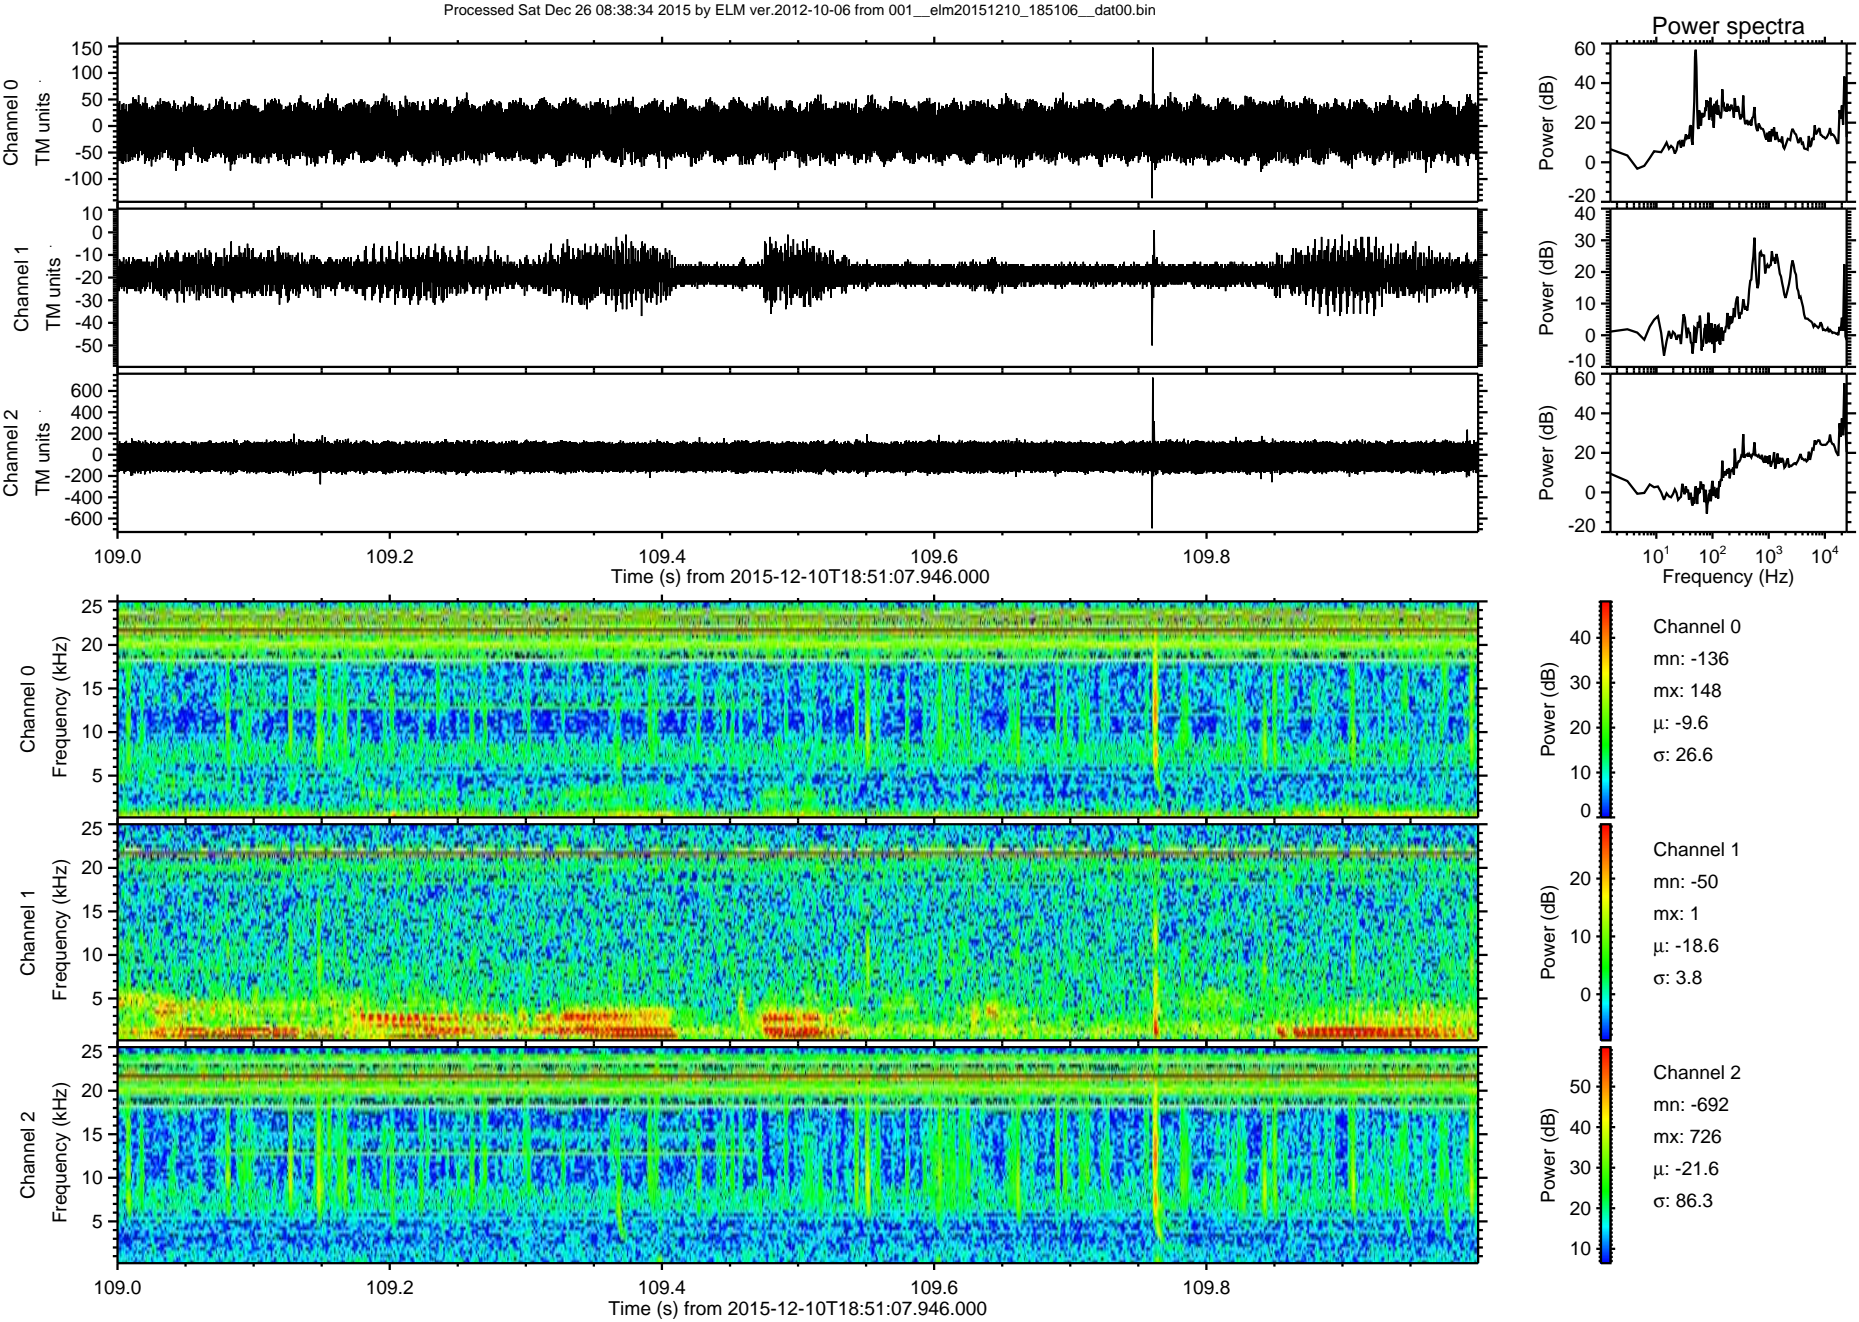 Processed Sat Dec 26 08:38:34 2015 by ELM ver.2012-10-06 from 001__elm20151210_185106__dat00.bin
Power spectra
Channel 0
TM units
150
100
50
0
-50
-100
Power (dB)
60
40
20
0
-20
Channel 1
TM units
10
0
-10
-20
-30
-40
-50
Power (dB)
40
30
20
10
0
-10
Channel 2
TM units
600
400
200
0
-200
-400
-600
Power (dB)
60
40
20
0
-20
109.0 109.2 109.4 109.6 109.8
Time (s) from 2015-12-10T18:51:07.946.000
10¹ 10² 10³ 10⁴
Frequency (Hz)
Channel 0
Frequency (kHz)
25
20
15
10
5
Power (dB)
40
30
20
10
0
Channel 0
mn: -136
mx: 148
μ: -9.6
σ: 26.6
Channel 1
Frequency (kHz)
25
20
15
10
5
Power (dB)
20
10
0
Channel 1
mn: -50
mx: 1
μ: -18.6
σ: 3.8
Channel 2
Frequency (kHz)
25
20
15
10
5
Power (dB)
50
40
30
20
10
Channel 2
mn: -692
mx: 726
μ: -21.6
σ: 86.3
109.0 109.2 109.4 109.6 109.8
Time (s) from 2015-12-10T18:51:07.946.000